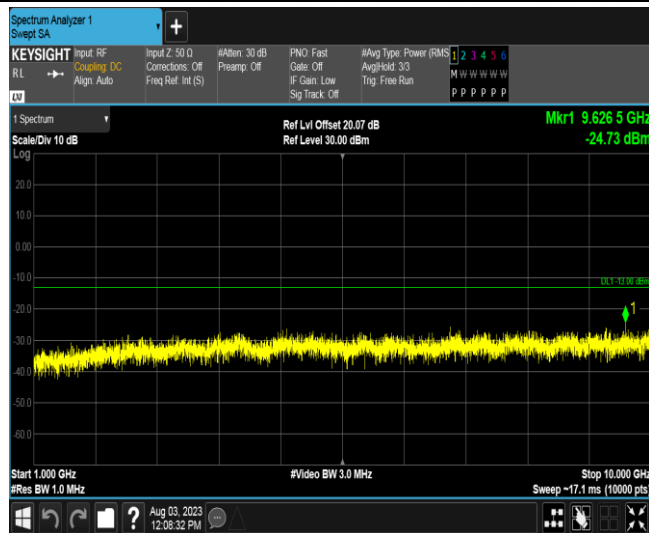 Spectrum Analyzer 1
Swept SA
KEYSIGHT
RL
LXI
Input: RF
Coupling: DC
Align: Auto
Input Z: 50 Ω
Corrections: Off
Freq Ref: Int (S)
#Atten: 30 dB
Preamp: Off
PNO: Fast
Gate: Off
IF Gain: Low
Sig Track: Off
#Avg Type: Power (RMS
Avg|Hold: 3/3
Trig: Free Run
1 2 3 4 5 6
M W W W W W
P P P P P P
1 Spectrum
Scale/Div 10 dB
Log
Ref Lvl Offset 20.07 dB
Ref Level 30.00 dBm
Mkr1 9.626 5 GHz
-24.73 dBm
20.0
10.0
0.00
-10.0
DL1 -13.00 dBm
-20.0
1
-30.0
-40.0
-50.0
-60.0
Start 1.000 GHz
#Video BW 3.0 MHz
Stop 10.000 GHz
#Res BW 1.0 MHz
Sweep ~17.1 ms (10000 pts)
?
Aug 03, 2023
12:08:32 PM